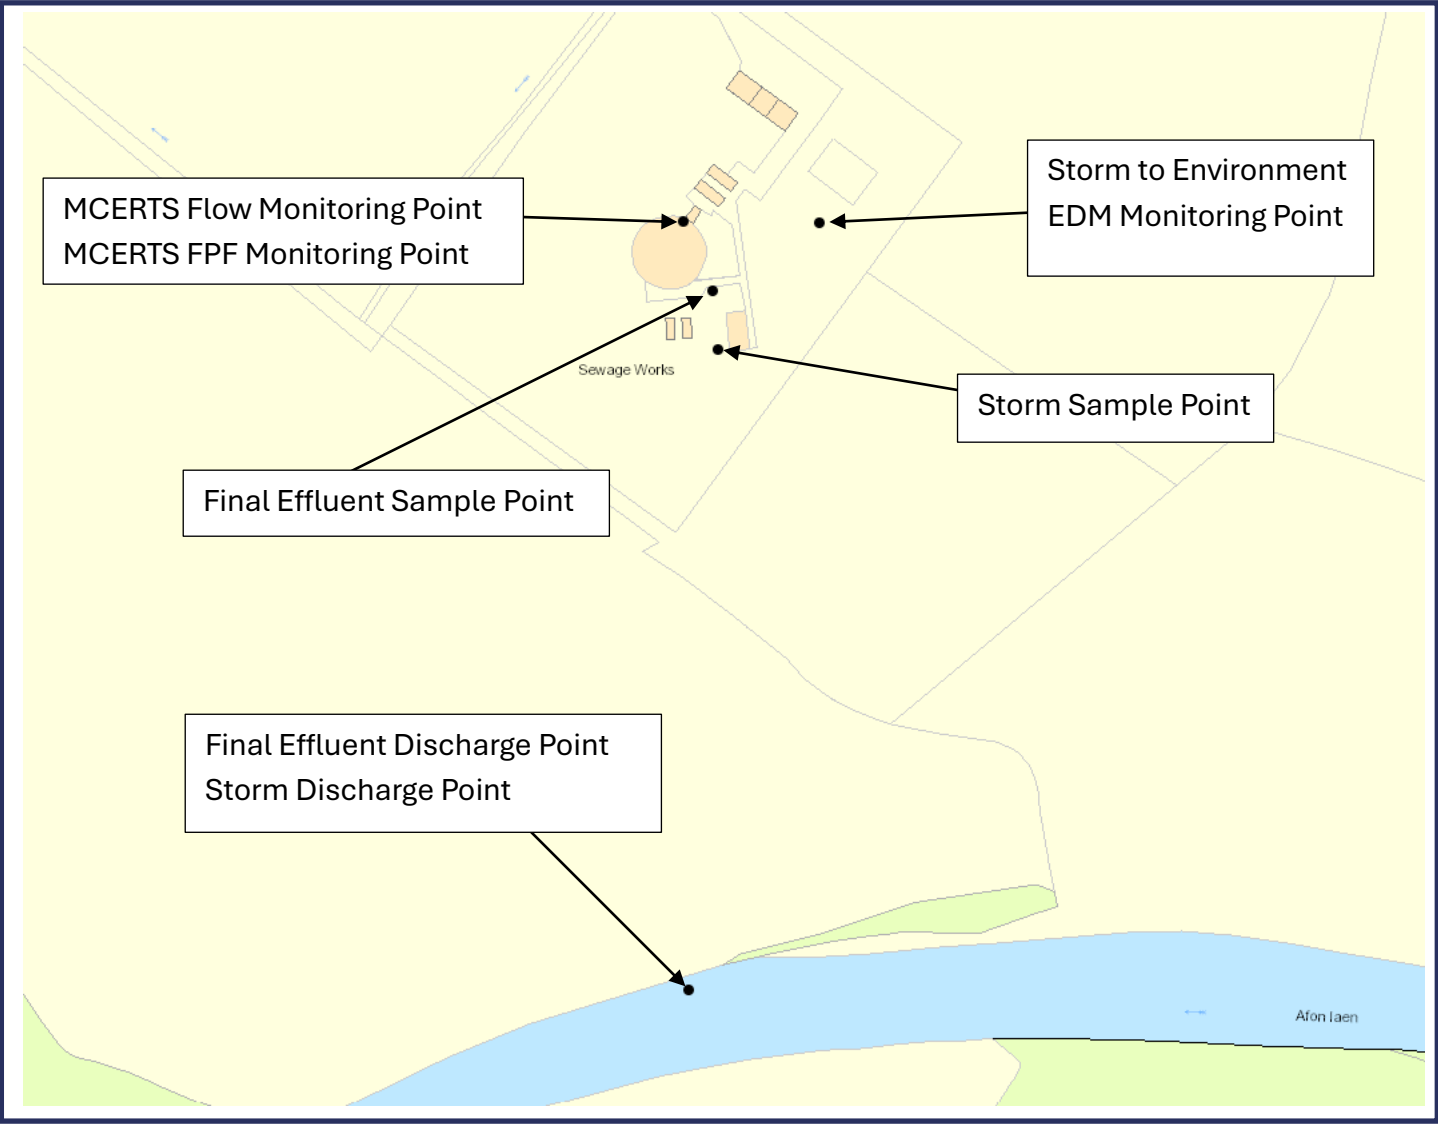 MCERTS Flow Monitoring Point
MCERTS FPF Monitoring Point
Storm to Environment
EDM Monitoring Point
Sewage Works
Storm Sample Point
Final Effluent Sample Point
Final Effluent Discharge Point
Storm Discharge Point
Afon Iaen